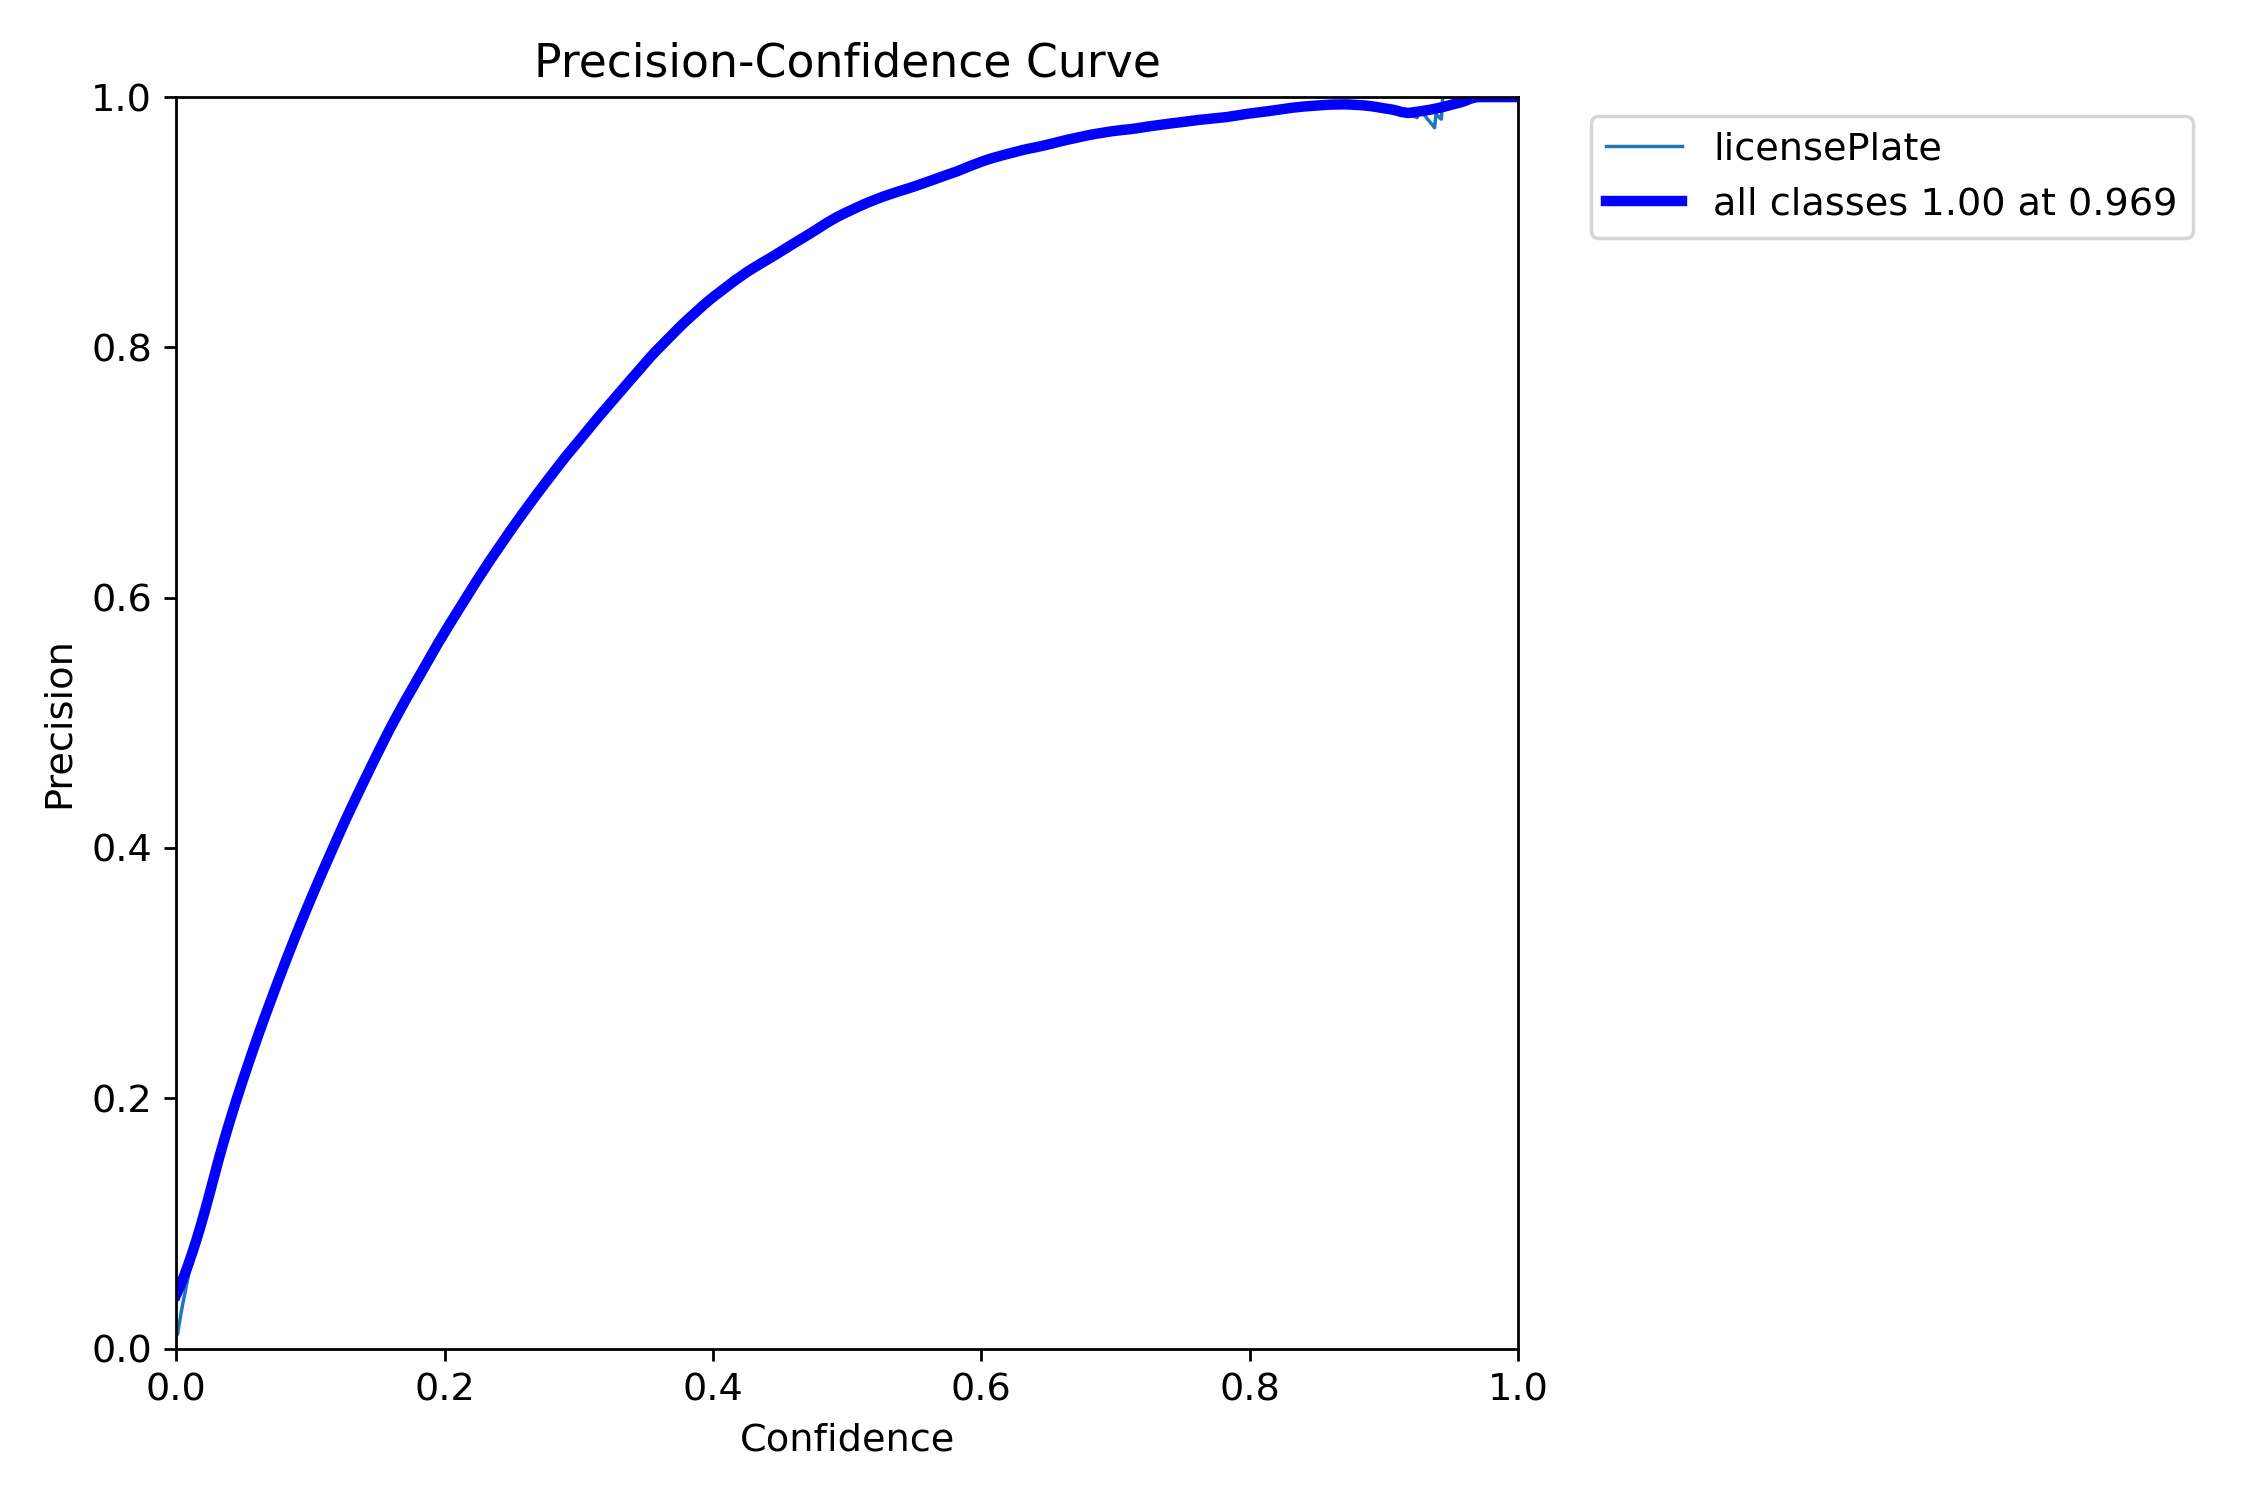 Precision-Confidence Curve
1.0
0.8
0.6
0.4
0.2
0.0
Precision
0.0 0.2 0.4 0.6 0.8 1.0
Confidence
licensePlate
all classes 1.00 at 0.969